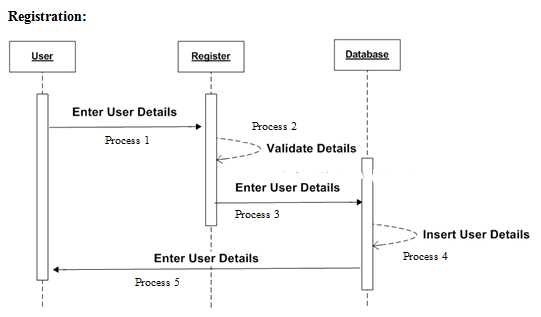 Registration:
User
Register
Database
Enter User Details
Process 1
Process 2
Validate Details
Enter User Details
Process 3
Insert User Details
Process 4
Enter User Details
Process 5